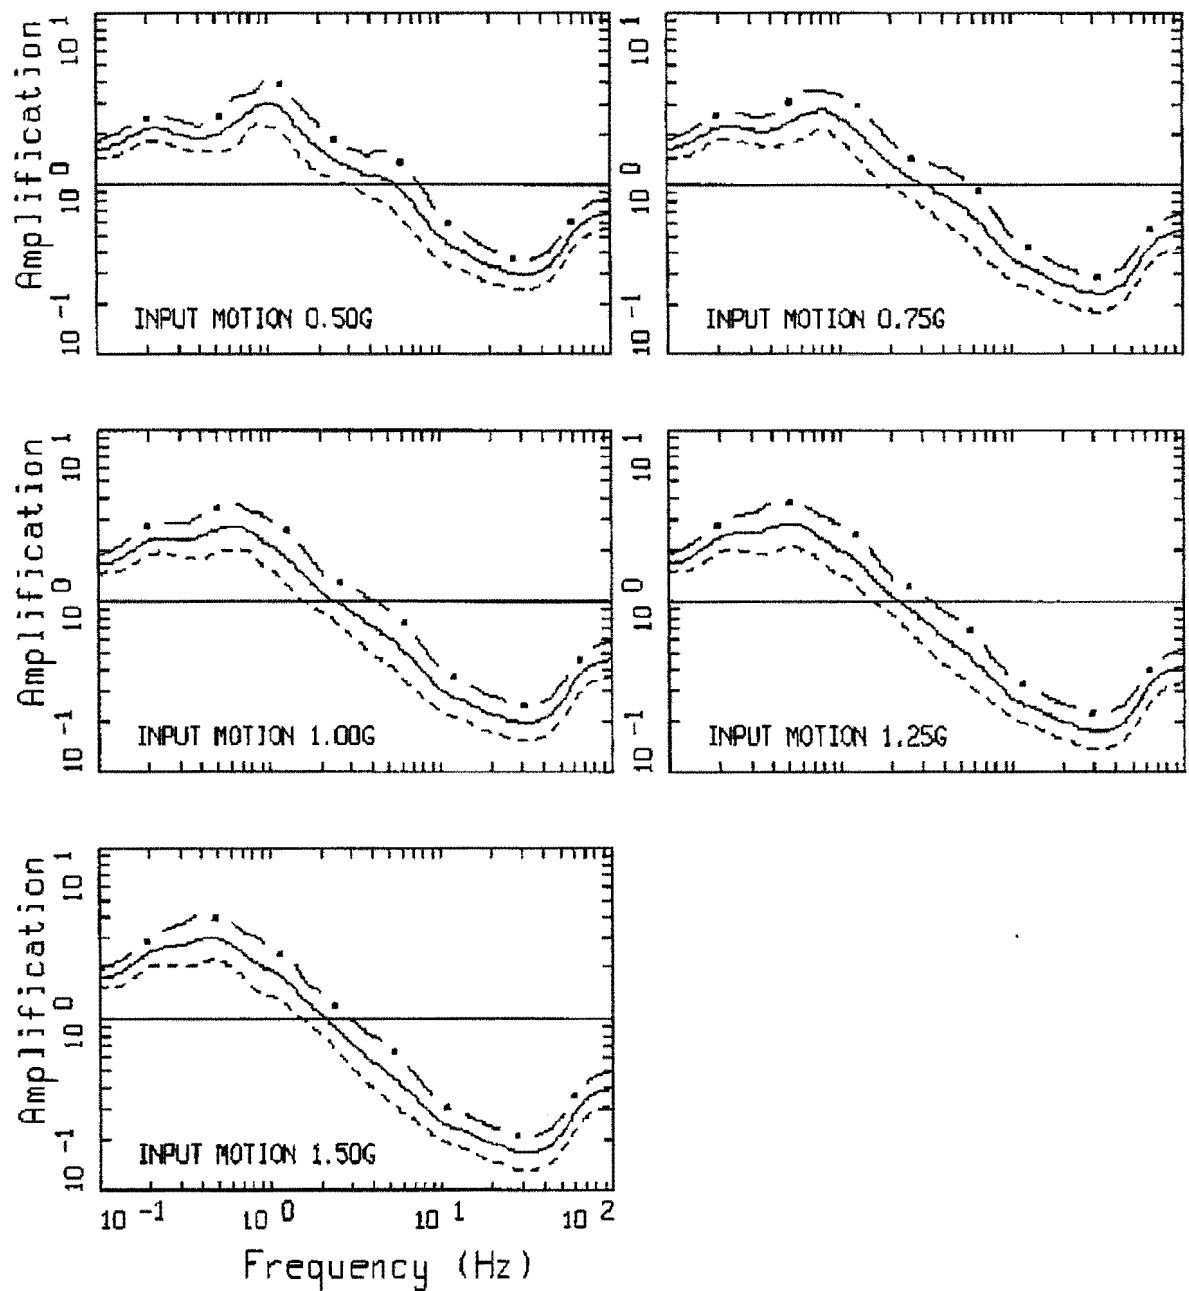 Amplification
10 1
10 0
10 -1
INPUT MOTION 0.50G
10 1
10 0
10 -1
INPUT MOTION 0.75G
Amplification
10 1
10 0
10 -1
INPUT MOTION 1.00G
10 1
10 0
10 -1
INPUT MOTION 1.25G
Amplification
10 1
10 0
10 -1
INPUT MOTION 1.50G
10 -1 10 0 10 1 10 2
Frequency (Hz)